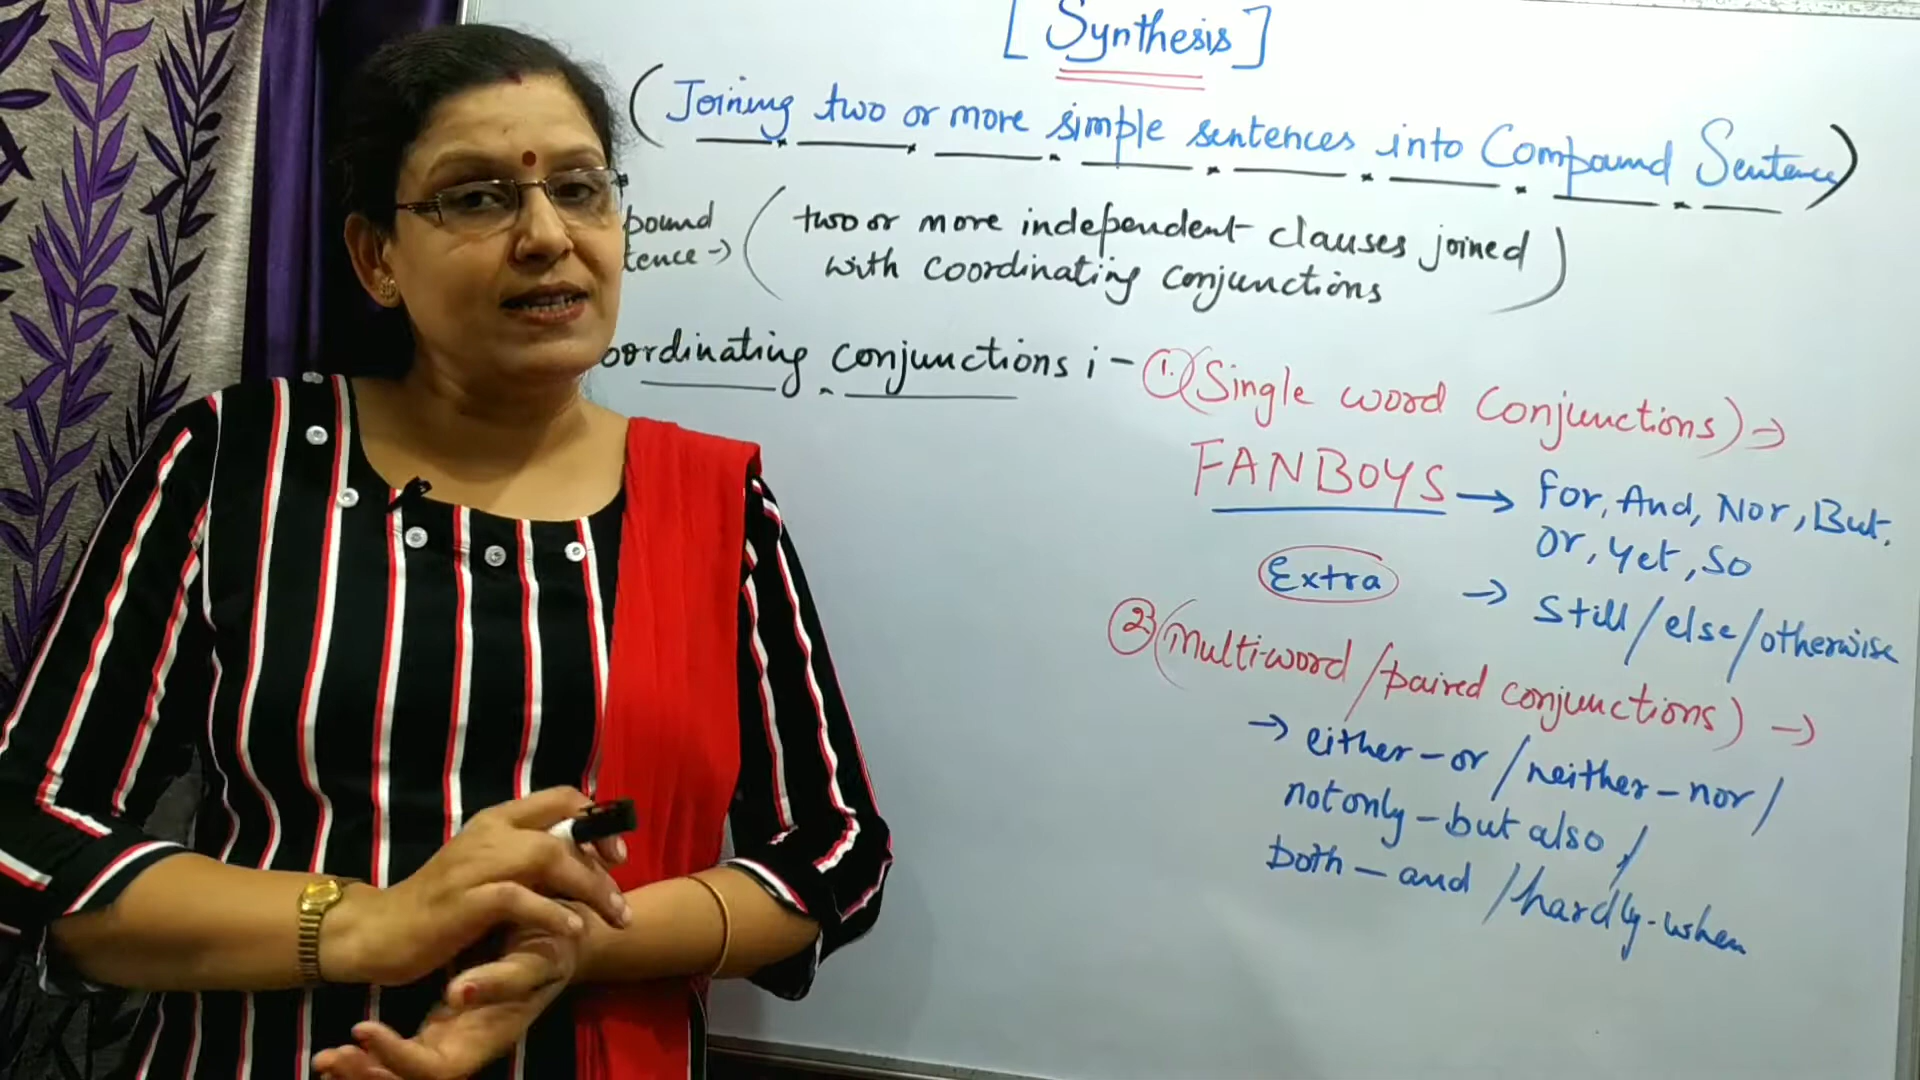 [ Synthesis ]
( Joining two or more simple sentences into Compound Sentence )
pound ( two or more independent clauses joined
tence -> with coordinating conjunctions )
oordinating conjunctions :- 1. (Single word conjunctions) ->
FANBOYS -> For, And, Nor, But,
or, yet, so
Extra -> Still/else/otherwise
2. (Multi-word/paired conjunctions) ->
-> either-or/neither-nor/
not only-but also/
both-and/hardly-when